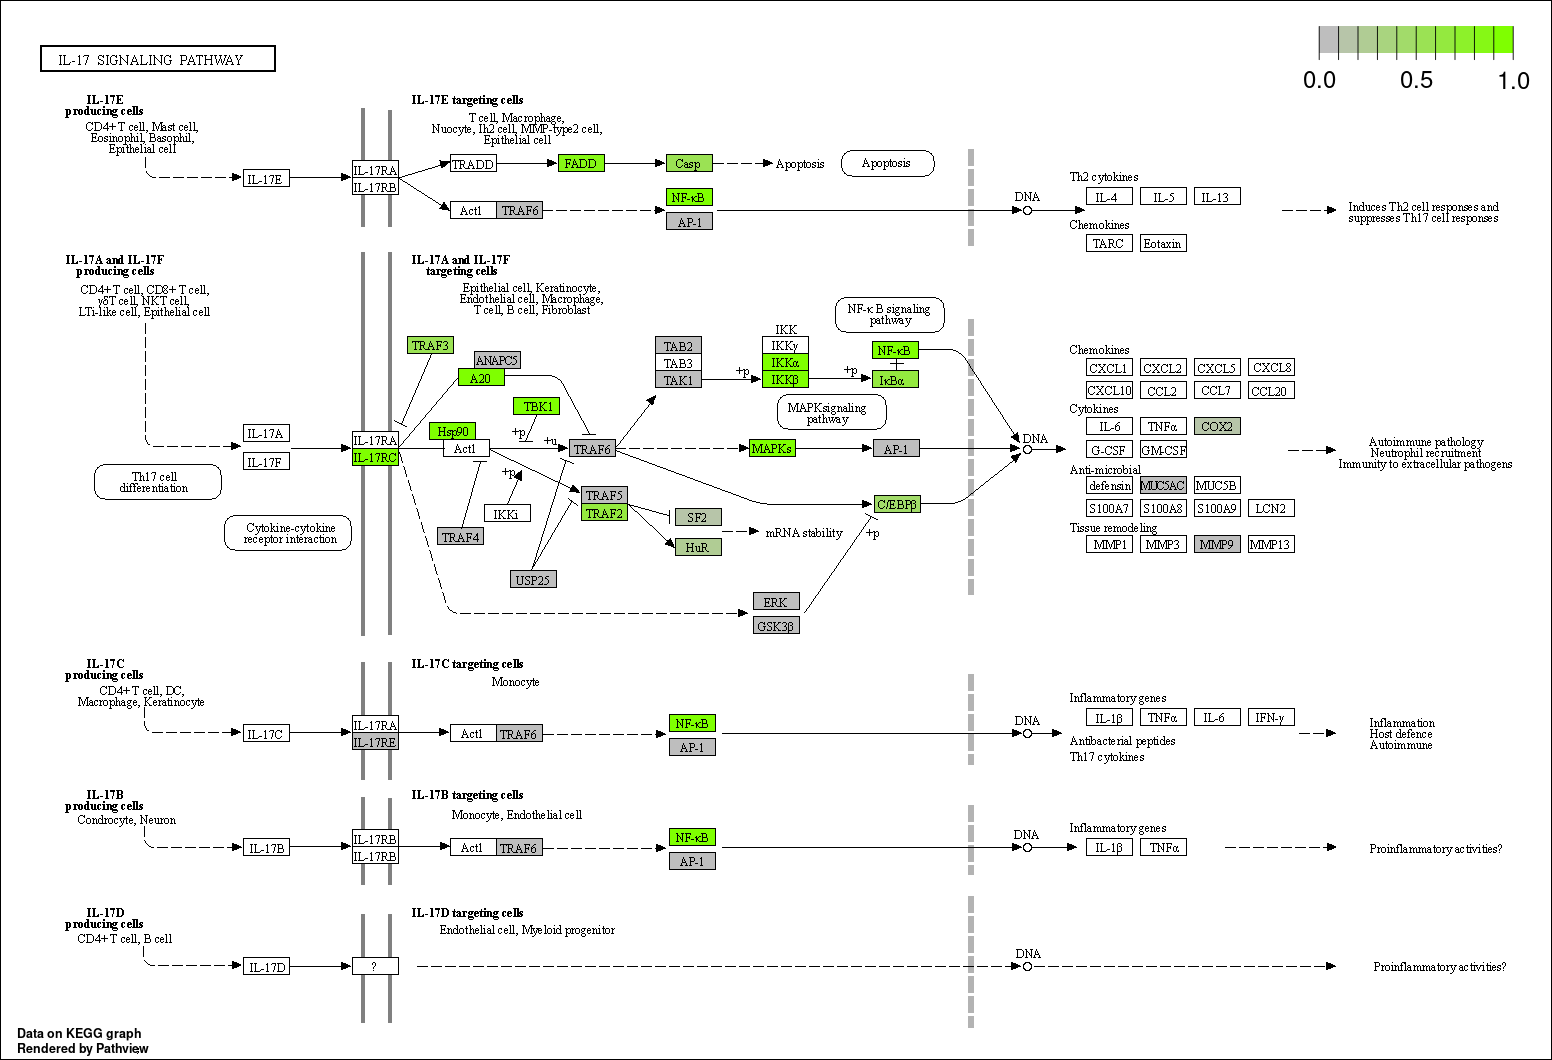 IL-17 SIGNALING PATHWAY
0.0 0.5 1.0
IL-17E
producing cells
CD4+ T cell, Mast cell,
Eosinophil, Basophil,
Epithelial cell
IL-17E
IL-17RA
IL-17RB
IL-17E targeting cells
T cell, Macrophage,
Nuocyte, Ih2 cell, MMP-type2 cell,
Epithelial cell
TRADD
FADD
Casp
Apoptosis
Apoptosis
Act1
TRAF6
NF-κB
AP-1
DNA
Th2 cytokines
IL-4
IL-5
IL-13
Chemokines
TARC
Eotaxin
Induces Th2 cell responses and
suppresses Th17 cell responses
IL-17A and IL-17F
producing cells
CD4+ T cell, CD8+ T cell,
γδT cell, NKT cell,
LTi-like cell, Epithelial cell
IL-17A
IL-17F
IL-17RA
IL-17RC
Th17 cell
differentiation
Cytokine-cytokine
receptor interaction
IL-17A and IL-17F
targeting cells
Epithelial cell, Keratinocyte,
Endothelial cell, Macrophage,
T cell, B cell, Fibroblast
TRAF3
ANAPC5
A20
TBK1
Hsp90
Act1
+p
+u
TRAF6
+p
IKKi
TRAF4
USP25
TRAF5
TRAF2
SF2
HuR
mRNA stability
TAB2
TAB3
TAK1
+p
IKK
IKKγ
IKKα
IKKβ
+p
NF-κ B signaling
pathway
NF-κB
IκBα
MAPK signaling
pathway
MAPKs
AP-1
C/EBPβ
+p
ERK
GSK3β
DNA
Chemokines
CXCL1
CXCL2
CXCL5
CXCL8
CXCL10
CCL2
CCL7
CCL20
Cytokines
IL-6
TNFα
COX2
G-CSF
GM-CSF
Anti-microbial
defensin
MUC5AC
MUC5B
S100A7
S100A8
S100A9
LCN2
Tissue remodeling
MMP1
MMP3
MMP9
MMP13
Autoimmune pathology
Neutrophil recruitment
Immunity to extracellular pathogens
IL-17C
producing cells
CD4+ T cell, DC,
Macrophage, Keratinocyte
IL-17C
IL-17RA
IL-17RE
IL-17C targeting cells
Monocyte
Act1
TRAF6
NF-κB
AP-1
DNA
Inflammatory genes
IL-1β
TNFα
IL-6
IFN-γ
Antibacterial peptides
Th17 cytokines
Inflammation
Host defence
Autoimmune
IL-17B
producing cells
Condrocyte, Neuron
IL-17B
IL-17RB
IL-17RB
IL-17B targeting cells
Monocyte, Endothelial cell
Act1
TRAF6
NF-κB
AP-1
DNA
Inflammatory genes
IL-1β
TNFα
Proinflammatory activities?
IL-17D
producing cells
CD4+ T cell, B cell
IL-17D
?
IL-17D targeting cells
Endothelial cell, Myeloid progenitor
DNA
Proinflammatory activities?
Data on KEGG graph
Rendered by Pathview